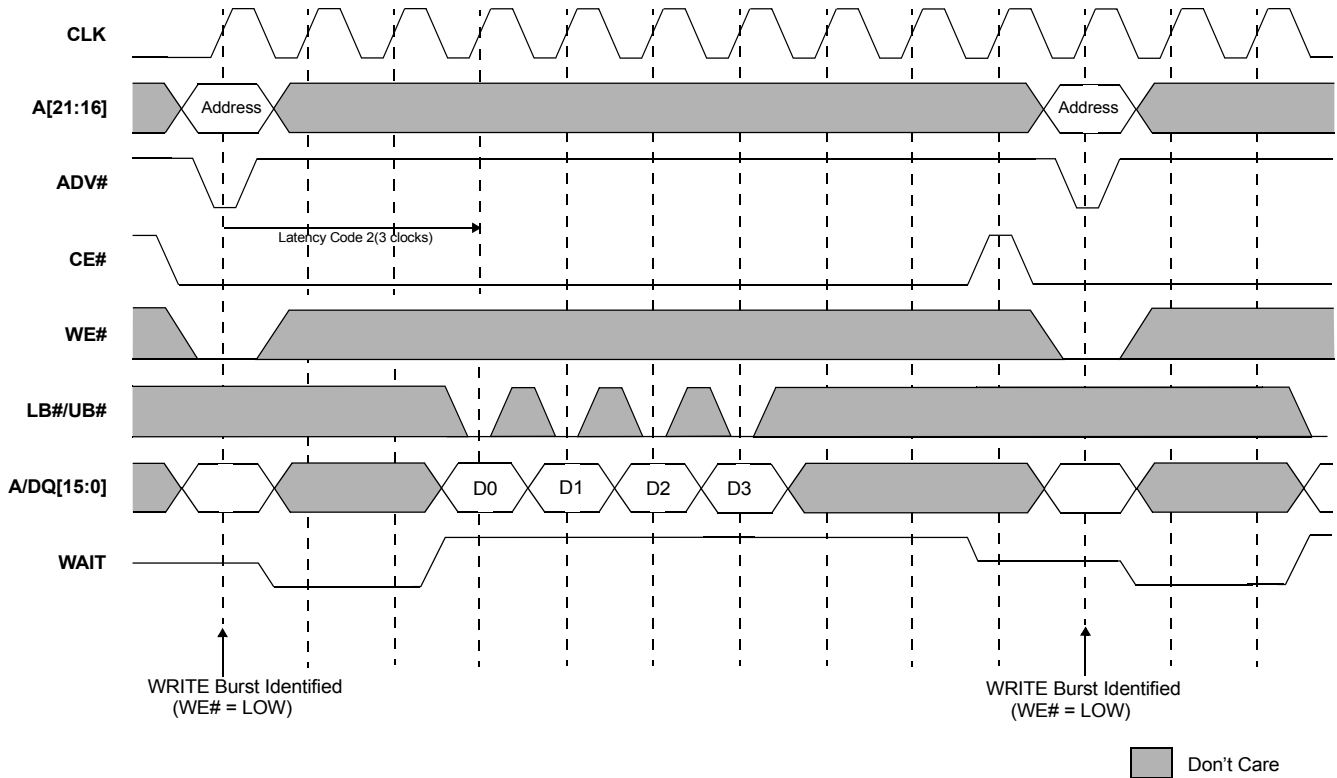 CLK
A[21:16]
Address
Address
ADV#
Latency Code 2(3 clocks)
CE#
WE#
LB#/UB#
A/DQ[15:0]
D0
D1
D2
D3
WAIT
WRITE Burst Identified
(WE# = LOW)
WRITE Burst Identified
(WE# = LOW)
Don't Care